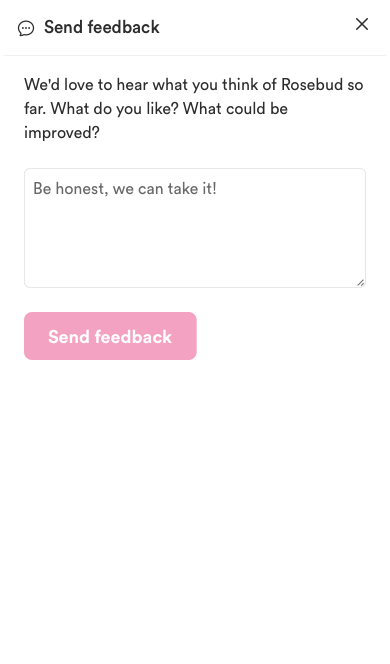 Send feedback
We'd love to hear what you think of Rosebud so
far. What do you like? What could be
improved?
Be honest, we can take it!
Send feedback